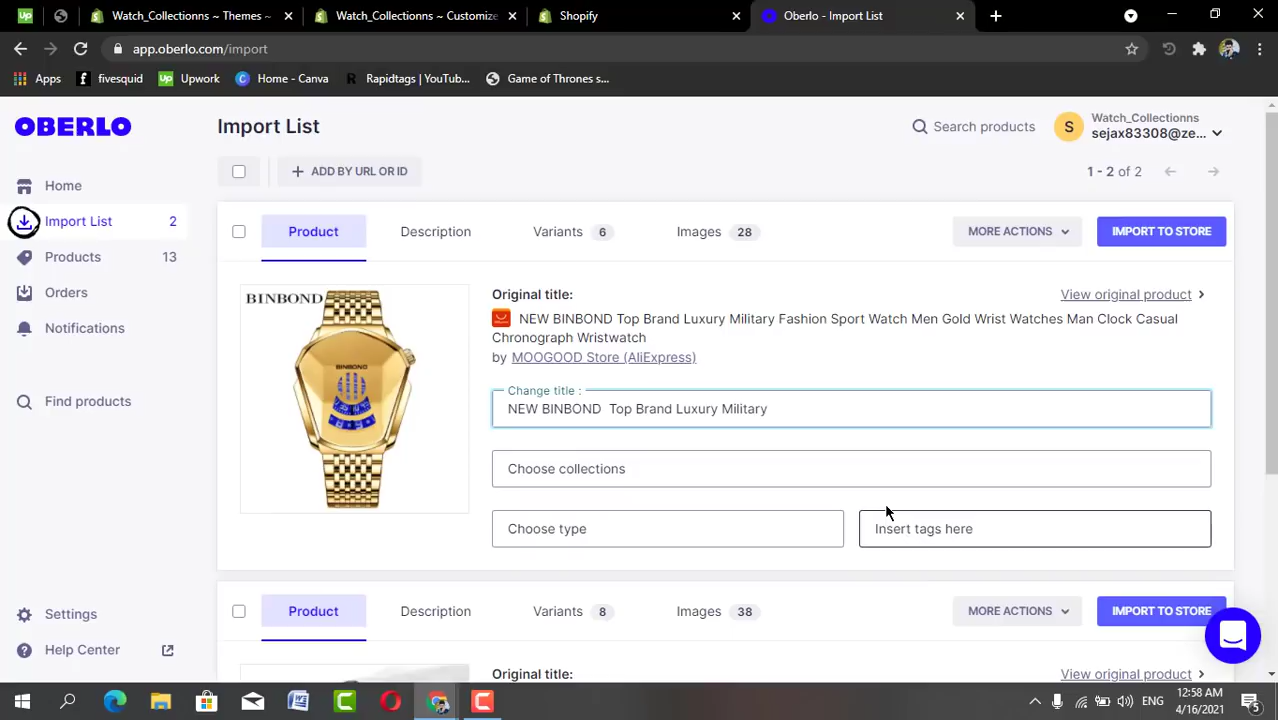 Watch_Collectionns ~ Themes ~
Watch_Collectionns ~ Customize
Shopify
Oberlo - Import List
app.oberlo.com/import
Apps
fivesquid
Upwork
Home - Canva
Rapidtags | YouTub...
Game of Thrones s...
OBERLO
Import List
Search products
S
Watch_Collectionns
sejax83308@ze...
+ ADD BY URL OR ID
1 - 2 of 2
Home
Import List 2
Products 13
Orders
Notifications
Find products
Settings
Help Center
Product
Description
Variants 6
Images 28
MORE ACTIONS
IMPORT TO STORE
BINBOND
BINBOND
Original title:
View original product
NEW BINBOND Top Brand Luxury Military Fashion Sport Watch Men Gold Wrist Watches Man Clock Casual
Chronograph Wristwatch
by MOOGOOD Store (AliExpress)
Change title :
NEW BINBOND  Top Brand Luxury Military
Choose collections
Choose type
Insert tags here
Product
Description
Variants 8
Images 38
MORE ACTIONS
IMPORT TO STORE
Original title:
View original product
ENG
12:58 AM
4/16/2021
5